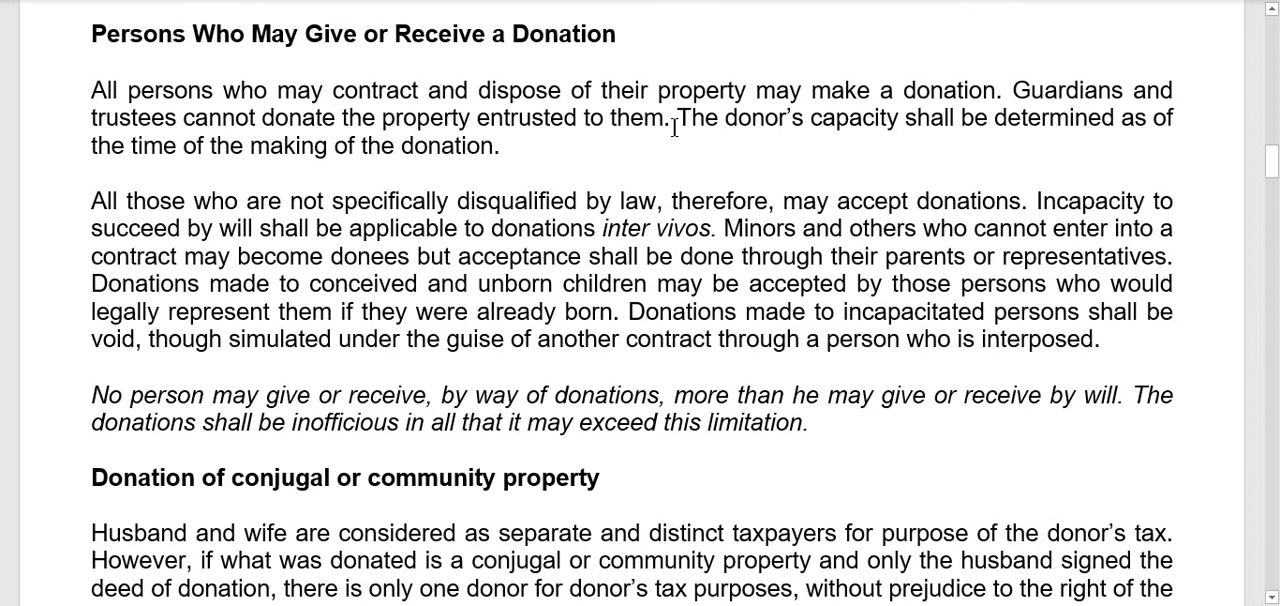 Persons Who May Give or Receive a Donation
All persons who may contract and dispose of their property may make a donation. Guardians and
trustees cannot donate the property entrusted to them. The donor’s capacity shall be determined as of
the time of the making of the donation.
All those who are not specifically disqualified by law, therefore, may accept donations. Incapacity to
succeed by will shall be applicable to donations inter vivos. Minors and others who cannot enter into a
contract may become donees but acceptance shall be done through their parents or representatives.
Donations made to conceived and unborn children may be accepted by those persons who would
legally represent them if they were already born. Donations made to incapacitated persons shall be
void, though simulated under the guise of another contract through a person who is interposed.
No person may give or receive, by way of donations, more than he may give or receive by will. The
donations shall be inofficious in all that it may exceed this limitation.
Donation of conjugal or community property
Husband and wife are considered as separate and distinct taxpayers for purpose of the donor’s tax.
However, if what was donated is a conjugal or community property and only the husband signed the
deed of donation, there is only one donor for donor’s tax purposes, without prejudice to the right of the